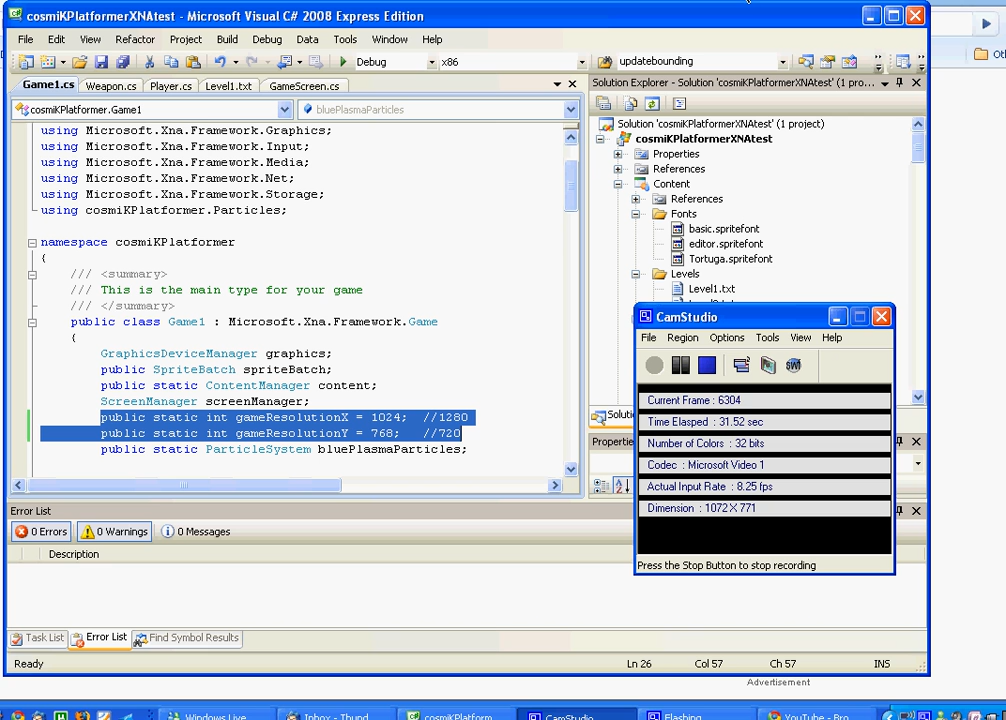 cosmiKPlatformerXNAtest - Microsoft Visual C# 2008 Express Edition
File Edit View Refactor Project Build Debug Data Tools Window Help
Debug x86 updatebounding
Game1.cs Weapon.cs Player.cs Level1.txt GameScreen.cs
cosmiKPlatformer.Game1 bluePlasmaParticles
using Microsoft.Xna.Framework.Graphics;
using Microsoft.Xna.Framework.Input;
using Microsoft.Xna.Framework.Media;
using Microsoft.Xna.Framework.Net;
using Microsoft.Xna.Framework.Storage;
using cosmiKPlatformer.Particles;
namespace cosmiKPlatformer
{
/// <summary>
/// This is the main type for your game
/// </summary>
public class Game1 : Microsoft.Xna.Framework.Game
{
GraphicsDeviceManager graphics;
public SpriteBatch spriteBatch;
public static ContentManager content;
ScreenManager screenManager;
public static int gameResolutionX = 1024; //1280
public static int gameResolutionY = 768; //720
public static ParticleSystem bluePlasmaParticles;
Solution Explorer - Solution 'cosmiKPlatformerXNAtest' (1 pro...
Solution 'cosmiKPlatformerXNAtest' (1 project)
cosmiKPlatformerXNAtest
Properties
References
Content
References
Fonts
basic.spritefont
editor.spritefont
Tortuga.spritefont
Levels
Level1.txt
CamStudio
File Region Options Tools View Help
Current Frame : 6304
Time Elasped : 31.52 sec
Number of Colors : 32 bits
Codec : Microsoft Video 1
Actual Input Rate : 8.25 fps
Dimension : 1072 X 771
Press the Stop Button to stop recording
Error List
0 Errors 0 Warnings 0 Messages
Description
Task List Error List Find Symbol Results
Ready Ln 26 Col 57 Ch 57 INS
Advertisement
Windows Live Inbox - Thund cosmiKPlatform CamStudio Flashing YouTube - Bro